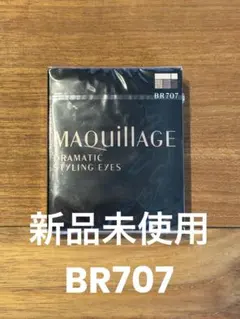 BR707
MAQuillAGE
DRAMATIC
STYLING EYES
新品未使用
BR707